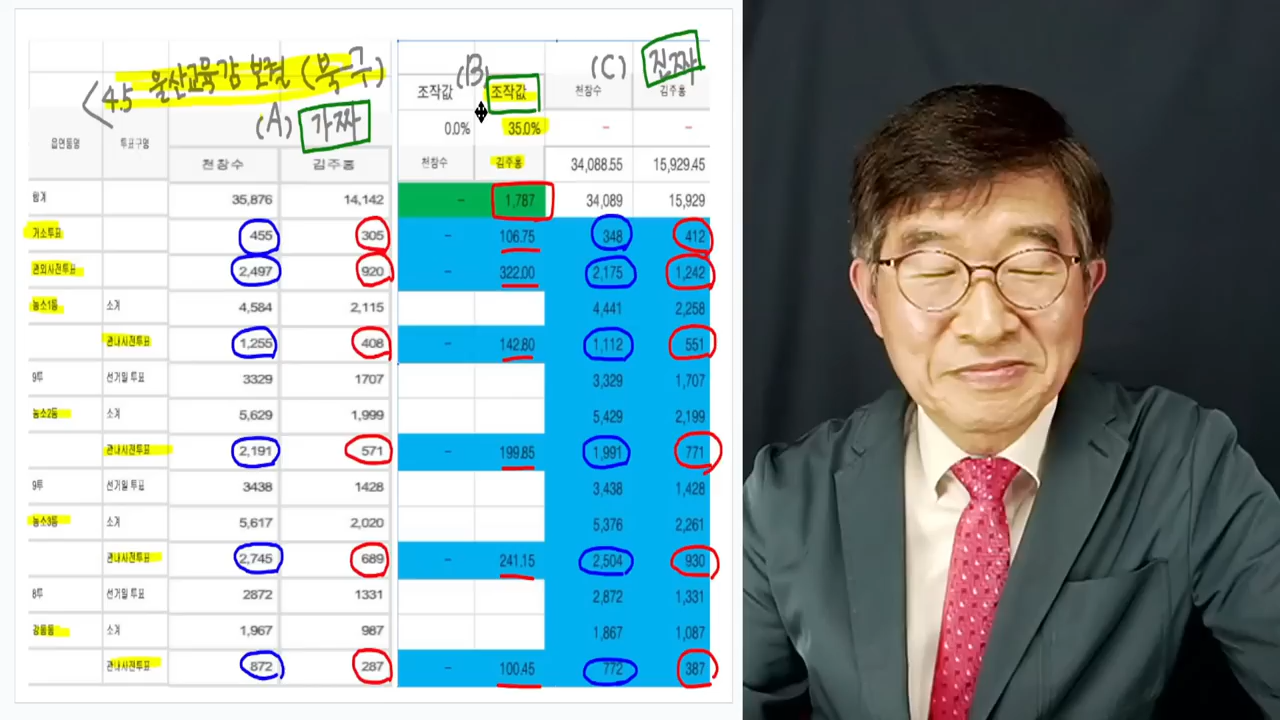 <4.5 울산교육감 보궐 (북구)
(A) 가짜
(B)
(C) 진짜
조작값 조작값 천창수 김주홍
0.0% 35.0% – –
읍면동명 투표구명 천창수 김주홍 천창수 김주홍 34,088.55 15,929.45
합계 35,876 14,142 – 1,787 34,089 15,929
거소투표 455 305 – 106.75 348 412
관외사전투표 2,497 920 – 322.00 2,175 1,242
농소1동 소계 4,584 2,115 4,441 2,258
관내사전투표 1,255 408 – 142.80 1,112 551
9투 선거일 투표 3329 1707 3,329 1,707
농소2동 소계 5,629 1,999 5,429 2,199
관내사전투표 2,191 571 – 199.85 1,991 771
9투 선거일 투표 3438 1428 3,438 1,428
농소3동 소계 5,617 2,020 5,376 2,261
관내사전투표 2,745 689 – 241.15 2,504 930
8투 선거일 투표 2872 1331 2,872 1,331
강동동 소계 1,967 987 1,867 1,087
관내사전투표 872 287 – 100.45 772 387